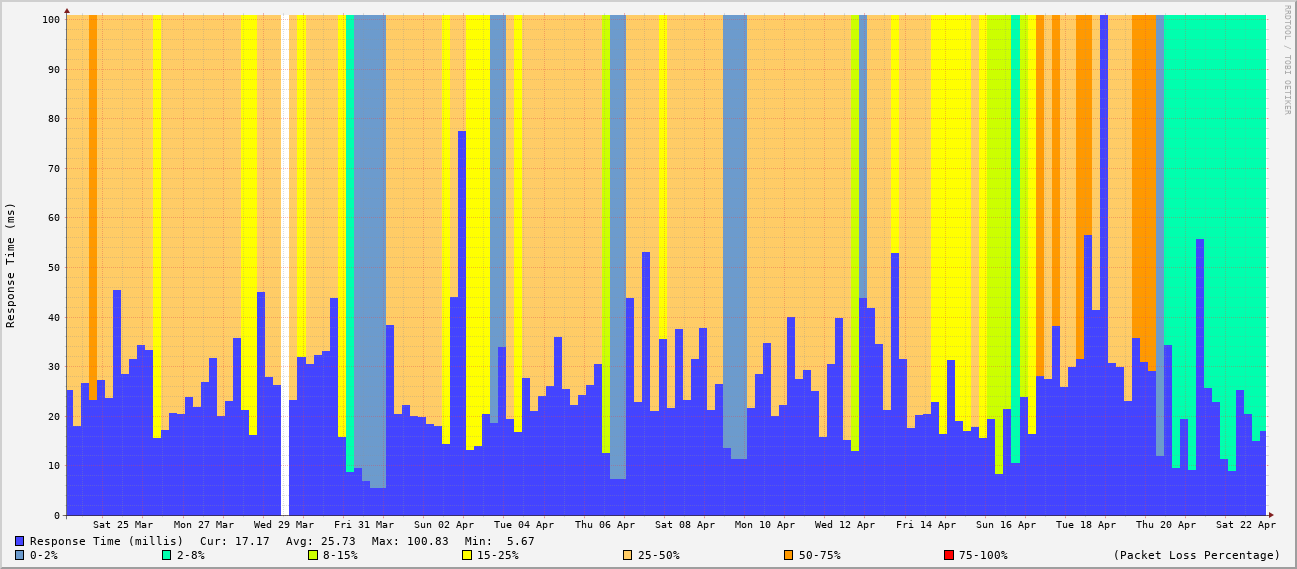 100
90
80
70
60
50
40
30
20
10
0
Response Time (ms)
RRDTOOL / TOBI OETIKER
Sat 25 Mar Mon 27 Mar Wed 29 Mar Fri 31 Mar Sun 02 Apr Tue 04 Apr Thu 06 Apr Sat 08 Apr Mon 10 Apr Wed 12 Apr Fri 14 Apr Sun 16 Apr Tue 18 Apr Thu 20 Apr Sat 22 Apr
Response Time (millis) Cur: 17.17 Avg: 25.73 Max: 100.83 Min: 5.67
0-2% 2-8% 8-15% 15-25% 25-50% 50-75% 75-100% (Packet Loss Percentage)